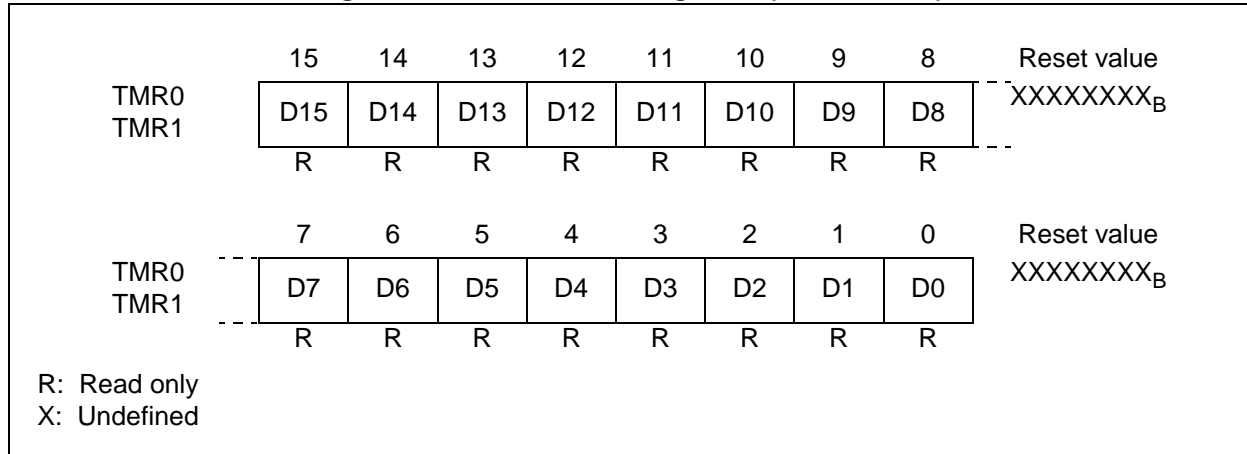 15 14 13 12 11 10 9 8 Reset value
TMR0 D15 D14 D13 D12 D11 D10 D9 D8 XXXXXXXXB
TMR1
R R R R R R R R
7 6 5 4 3 2 1 0 Reset value
TMR0 D7 D6 D5 D4 D3 D2 D1 D0 XXXXXXXXB
TMR1
R R R R R R R R
R: Read only
X: Undefined